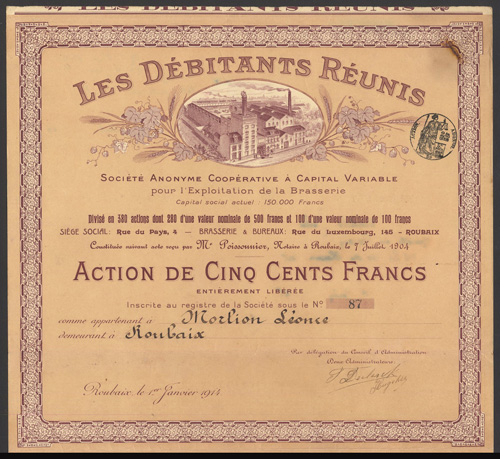 LES DÉBITANTS RÉUNIS
LES DÉBITANTS RÉUNIS
SOCIÉTÉ ANONYME COOPÉRATIVE À CAPITAL VARIABLE
pour l'Exploitation de la Brasserie
Capital social actuel : 150.000 Francs
Divisé en 380 actions dont 280 d'une valeur nominale de 500 francs et 100 d'une valeur nominale de 100 francs
SIÈGE SOCIAL: Rue du Pays, 4 — BRASSERIE & BUREAUX: Rue du Luxembourg, 145 - ROUBAIX
Constituée suivant acte reçu par Me Poissonnier, Notaire à Roubaix, le 7 Juillet 1904
ACTION DE CINQ CENTS FRANCS
ENTIÈREMENT LIBÉRÉE
Inscrite au registre de la Société sous le No 87
comme appartenant à Morlion Léonce
demeurant à Roubaix
Par délégation du Conseil d'Administration
Deux Administrateurs
Roubaix, le 1er Janvier 1914